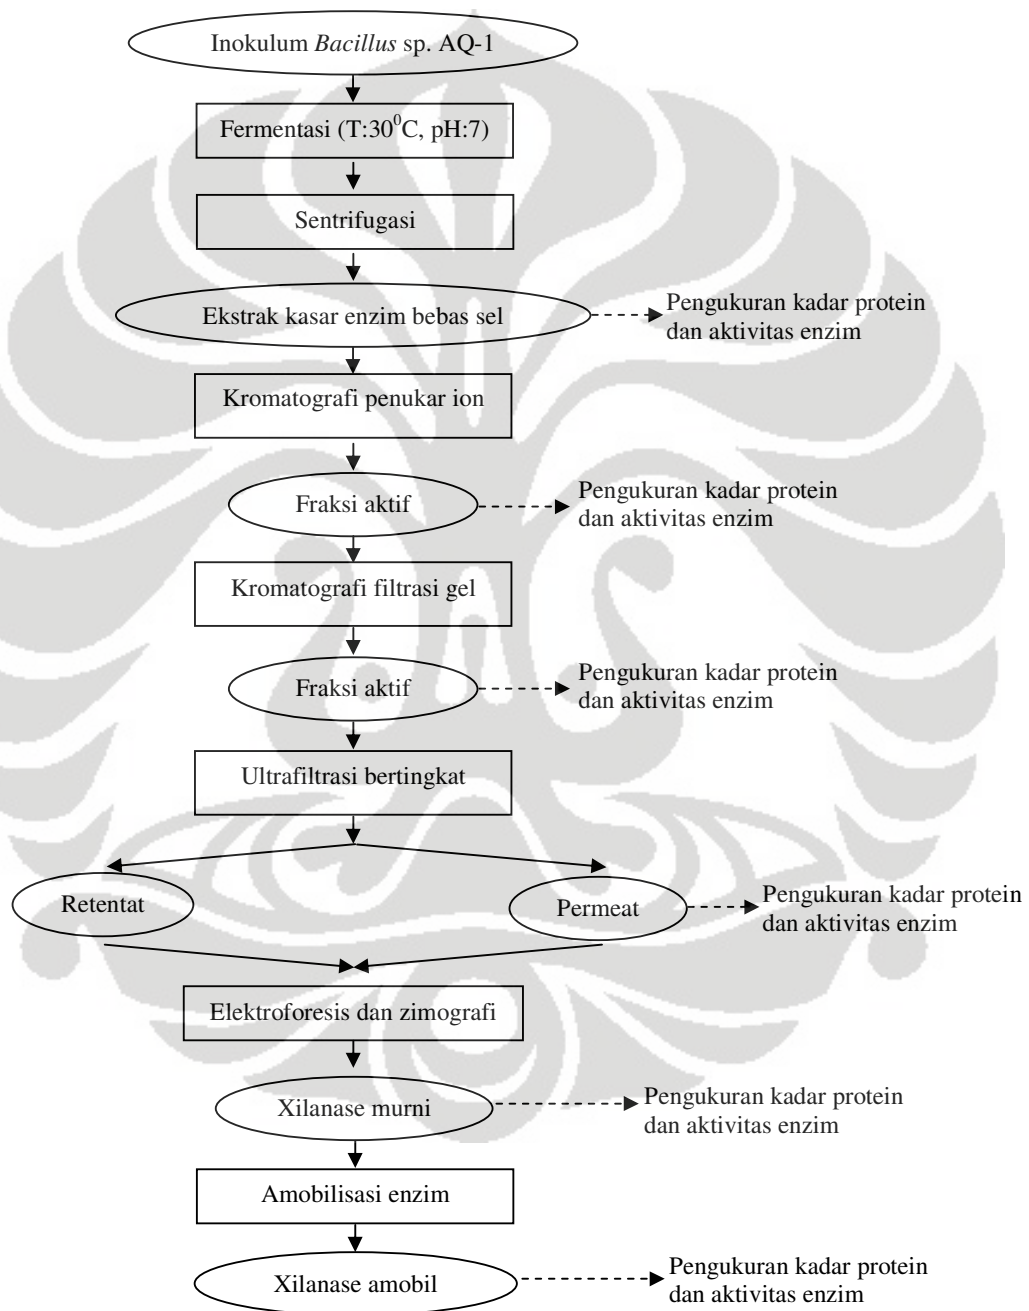 Inokulum Bacillus sp. AQ-1
Fermentasi (T:30⁰C, pH:7)
Sentrifugasi
Ekstrak kasar enzim bebas sel
Pengukuran kadar protein
dan aktivitas enzim
Kromatografi penukar ion
Fraksi aktif
Pengukuran kadar protein
dan aktivitas enzim
Kromatografi filtrasi gel
Fraksi aktif
Pengukuran kadar protein
dan aktivitas enzim
Ultrafiltrasi bertingkat
Retentat
Permeat
Pengukuran kadar protein
dan aktivitas enzim
Elektroforesis dan zimografi
Xilanase murni
Pengukuran kadar protein
dan aktivitas enzim
Amobilisasi enzim
Xilanase amobil
Pengukuran kadar protein
dan aktivitas enzim